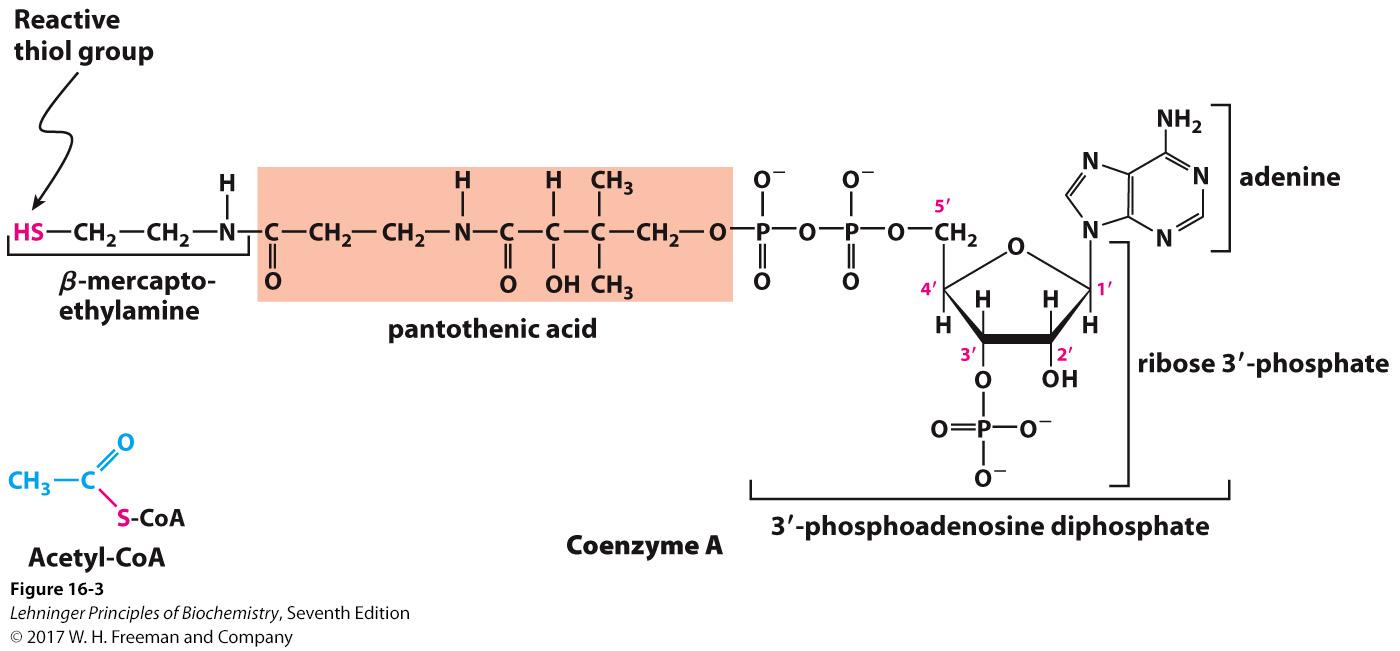 Reactive
thiol group
HS—CH₂—CH₂—N—C—CH₂—CH₂—N—C—C—C—CH₂—O—P—O—P—O—CH₂
H
H
H
CH₃
O⁻
O⁻
O
O
OH
CH₃
O
O
β-mercapto-
ethylamine
pantothenic acid
NH₂
N
N
N
N
adenine
5′
O
4′
1′
H
H
H
H
3′
2′
O
OH
O=P—O⁻
O⁻
ribose 3′-phosphate
3′-phosphoadenosine diphosphate
O
CH₃—C
S-CoA
Acetyl-CoA
Coenzyme A
Figure 16-3
Lehninger Principles of Biochemistry, Seventh Edition
© 2017 W. H. Freeman and Company